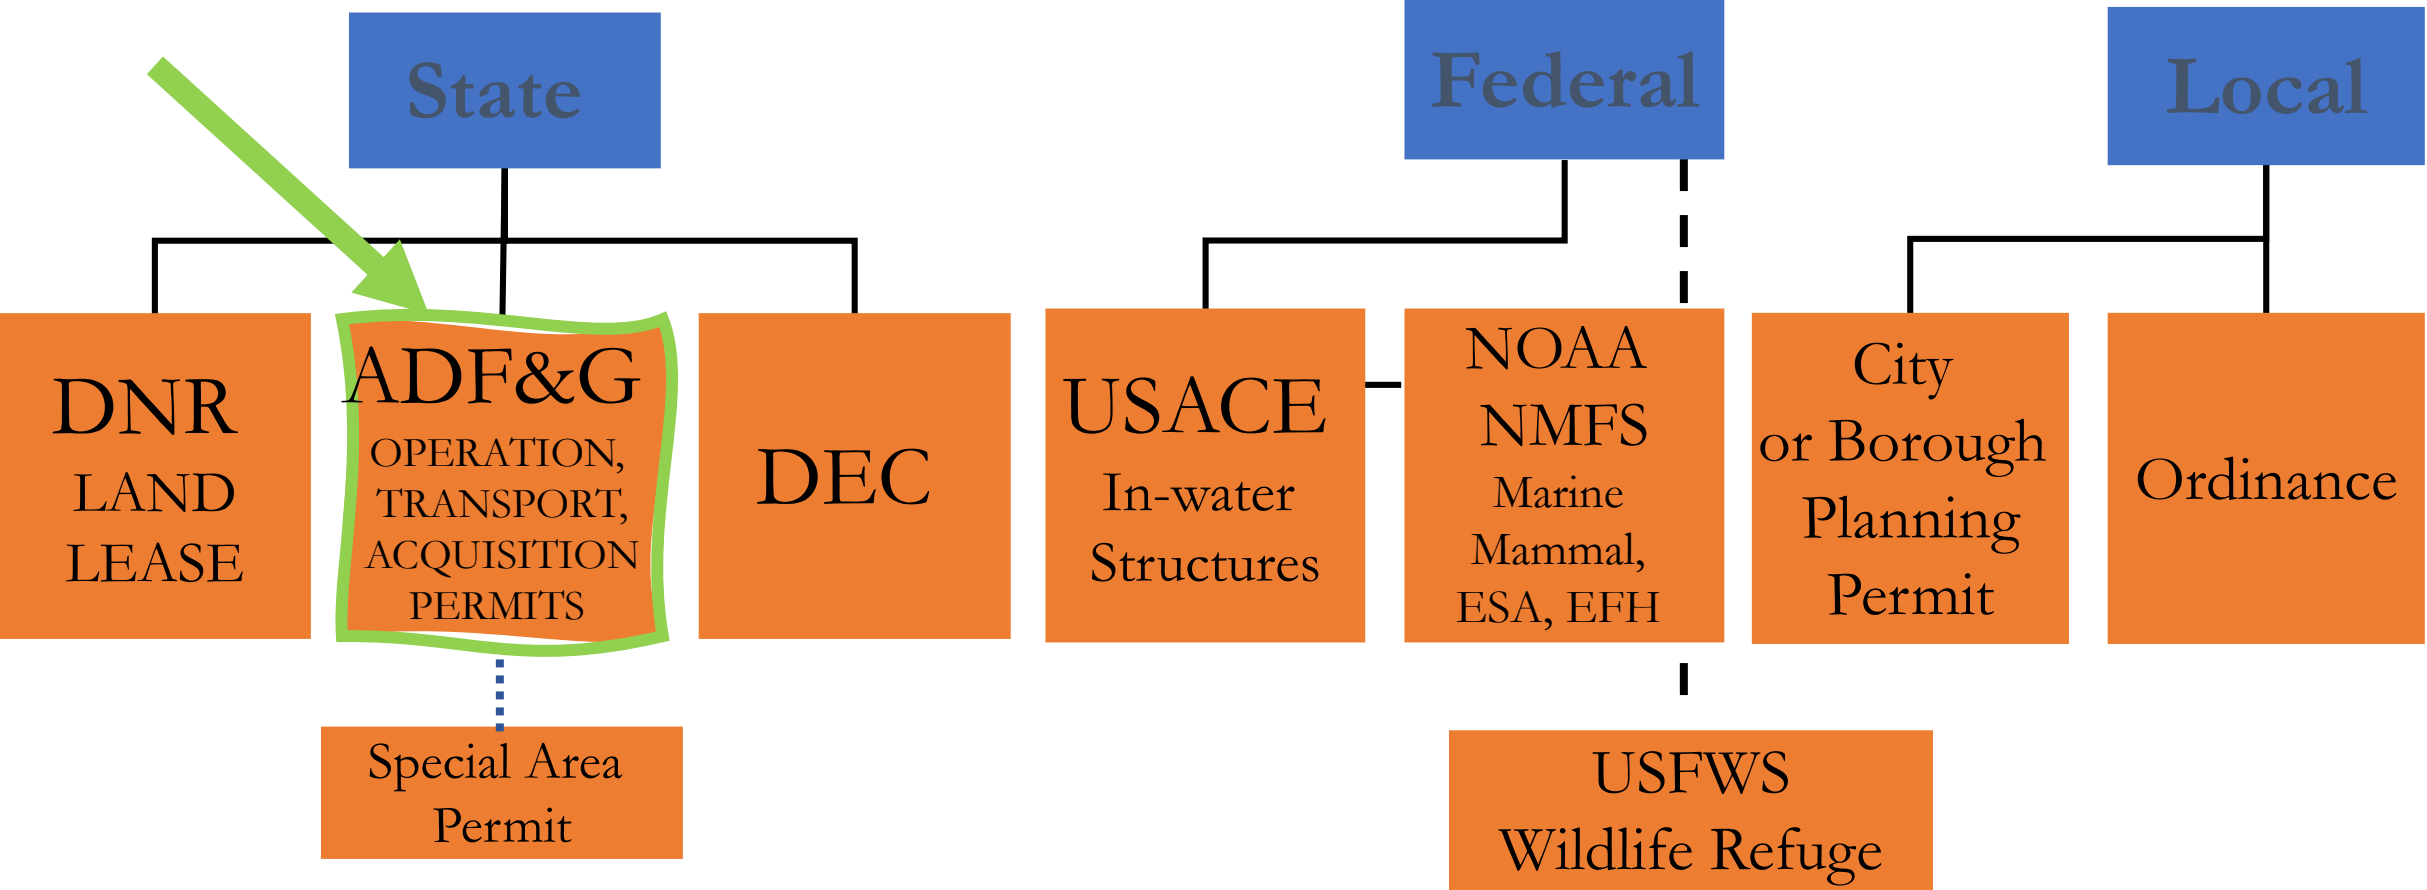 State
Federal
Local
DNR
LAND
LEASE
ADF&G
OPERATION,
TRANSPORT,
ACQUISITION
PERMITS
DEC
USACE
In-water
Structures
NOAA
NMFS
Marine
Mammal,
ESA, EFH
City
or Borough
Planning
Permit
Ordinance
Special Area
Permit
USFWS
Wildlife Refuge